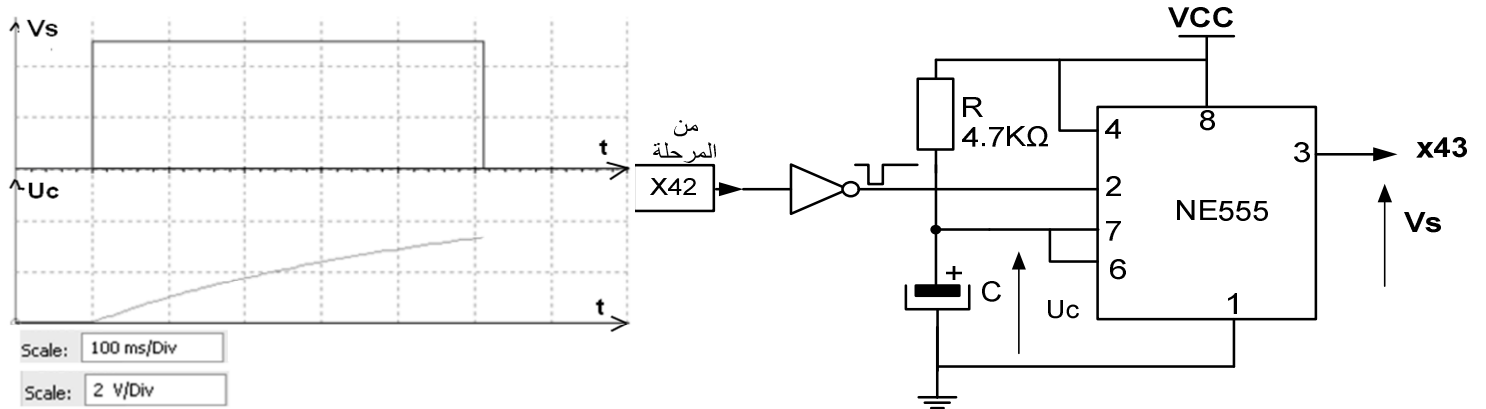 Vs
t
Uc
t
Scale: 100 ms/Div
Scale: 2 V/Div
VCC
R
4.7KΩ
من
المرحلة
X42
4
8
3
x43
2
NE555
7
6
Vs
+
C
Uc
1